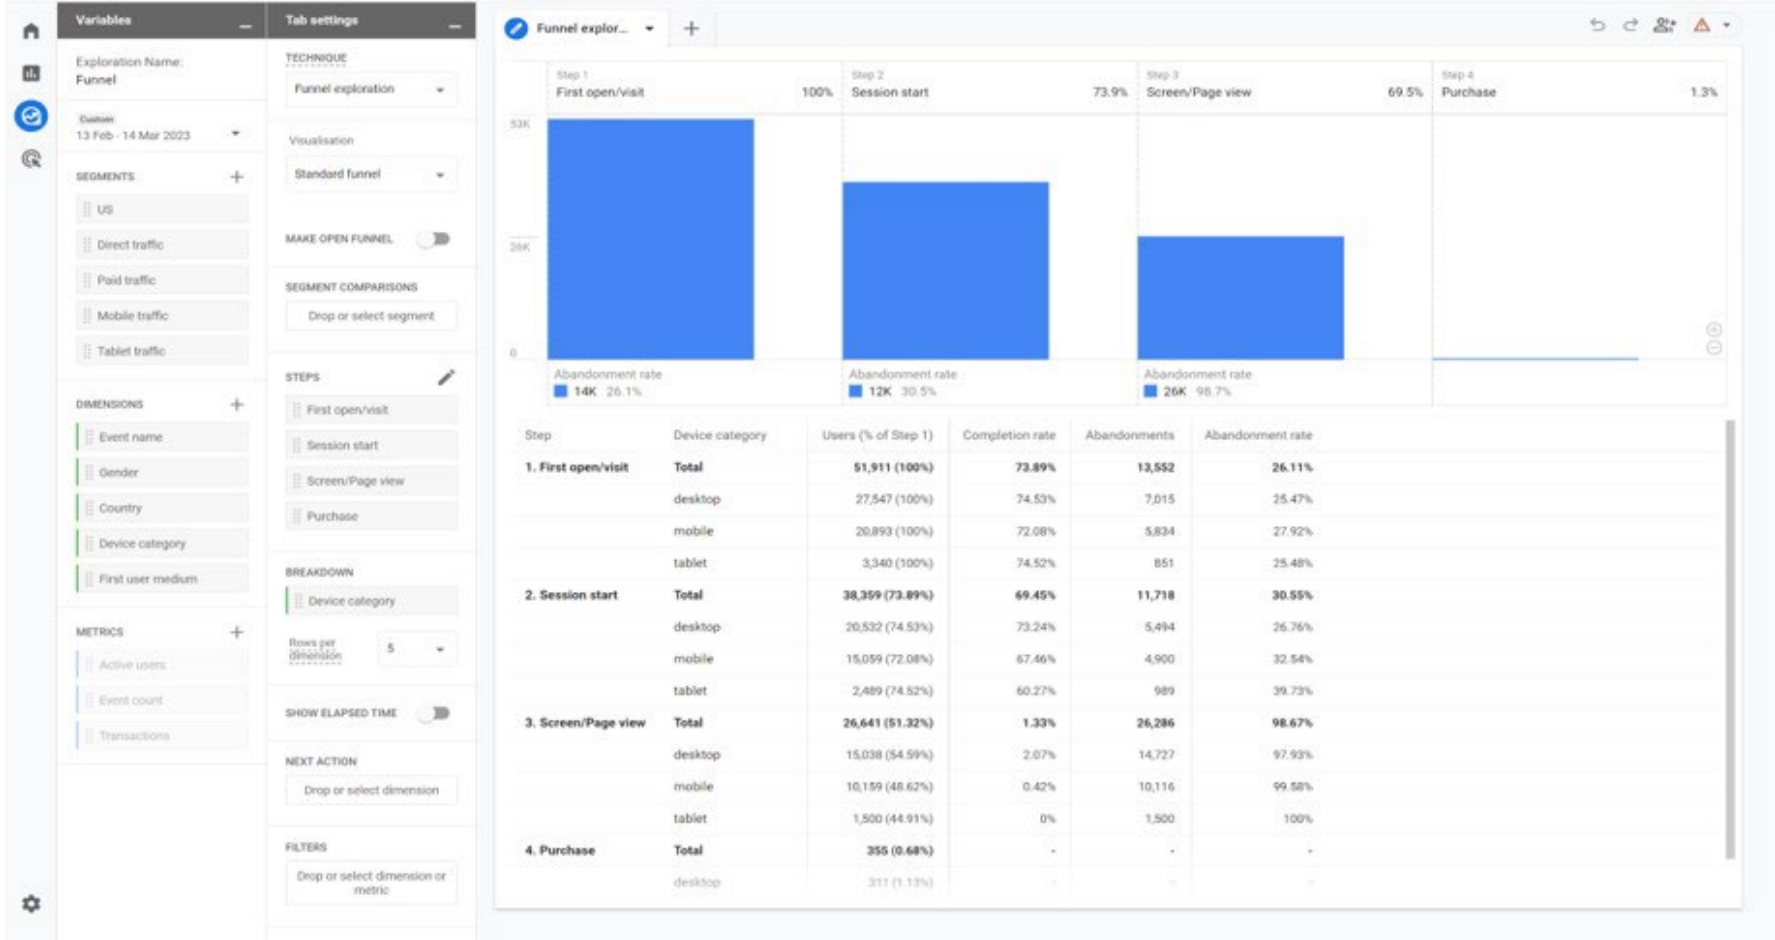 Variables
Exploration Name:
Funnel
Custom
13 Feb - 14 Mar 2023
SEGMENTS
US
Direct traffic
Paid traffic
Mobile traffic
Tablet traffic
DIMENSIONS
Event name
Gender
Country
Device category
First user medium
METRICS
Active users
Event count
Transactions
Tab settings
TECHNIQUE
Funnel exploration
Visualisation
Standard funnel
MAKE OPEN FUNNEL
SEGMENT COMPARISONS
Drop or select segment
STEPS
First open/visit
Session start
Screen/Page view
Purchase
BREAKDOWN
Device category
Rows per
dimension
5
SHOW ELAPSED TIME
NEXT ACTION
Drop or select dimension
FILTERS
Drop or select dimension or
metric
Funnel explor...
Step 1 Step 2 Step 3 Step 4
First open/visit 100% Session start 73.9% Screen/Page view 69.5% Purchase 1.3%
53K
26K
0
Abandonment rate Abandonment rate Abandonment rate
14K 26.1% 12K 30.5% 26K 98.7%
Step Device category Users (% of Step 1) Completion rate Abandonments Abandonment rate
1. First open/visit Total 51,911 (100%) 73.89% 13,552 26.11%
desktop 27,547 (100%) 74.53% 7,015 25.47%
mobile 20,893 (100%) 72.08% 5,834 27.92%
tablet 3,340 (100%) 74.52% 851 25.48%
2. Session start Total 38,359 (73.89%) 69.45% 11,718 30.55%
desktop 20,532 (74.53%) 73.24% 5,494 26.76%
mobile 15,059 (72.08%) 67.46% 4,900 32.54%
tablet 2,489 (74.52%) 60.27% 989 39.73%
3. Screen/Page view Total 26,641 (51.32%) 1.33% 26,286 98.67%
desktop 15,038 (54.59%) 2.07% 14,727 97.93%
mobile 10,159 (48.62%) 0.42% 10,116 99.58%
tablet 1,500 (44.91%) 0% 1,500 100%
4. Purchase Total 355 (0.68%) - - -
desktop 311 (1.13%) - - -